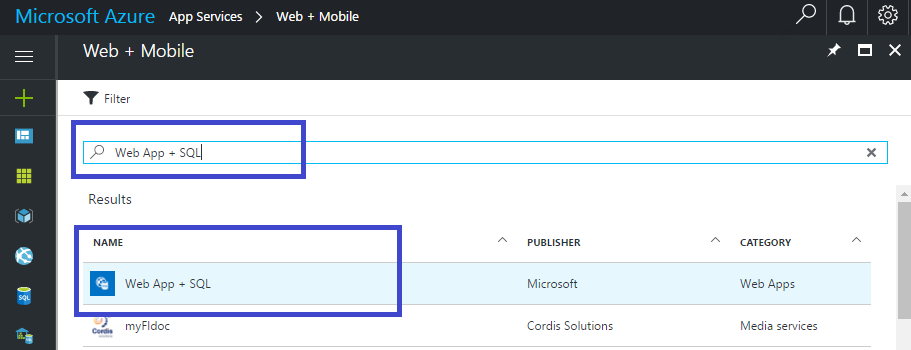 Microsoft Azure App Services > Web + Mobile
Web + Mobile
Filter
Web App + SQL
Results
NAME PUBLISHER CATEGORY
Web App + SQL Microsoft Web Apps
SQL
Cordis myFIdoc Cordis Solutions Media services